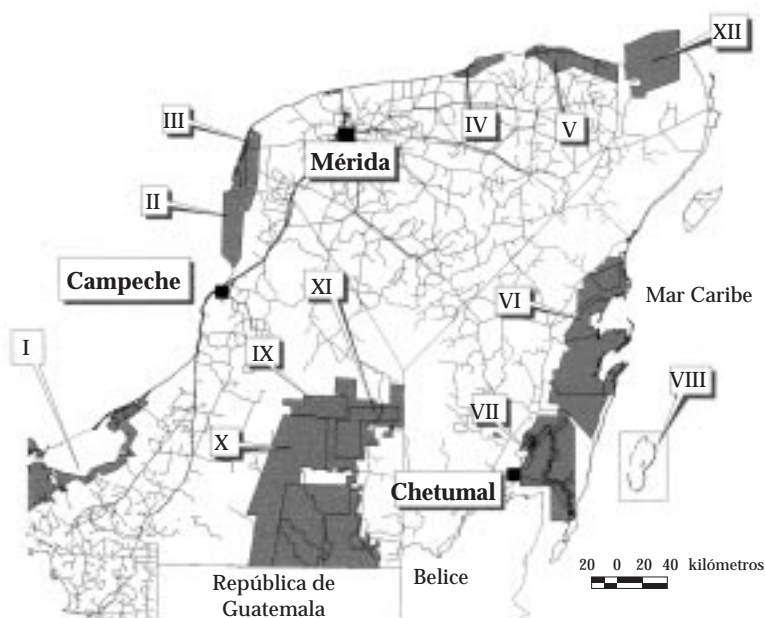 XII
III
IV
V
Mérida
II
Campeche
XI
VI
Mar Caribe
I
IX
VIII
VII
X
Chetumal
20 0 20 40 kilómetros
República de
Guatemala
Belice